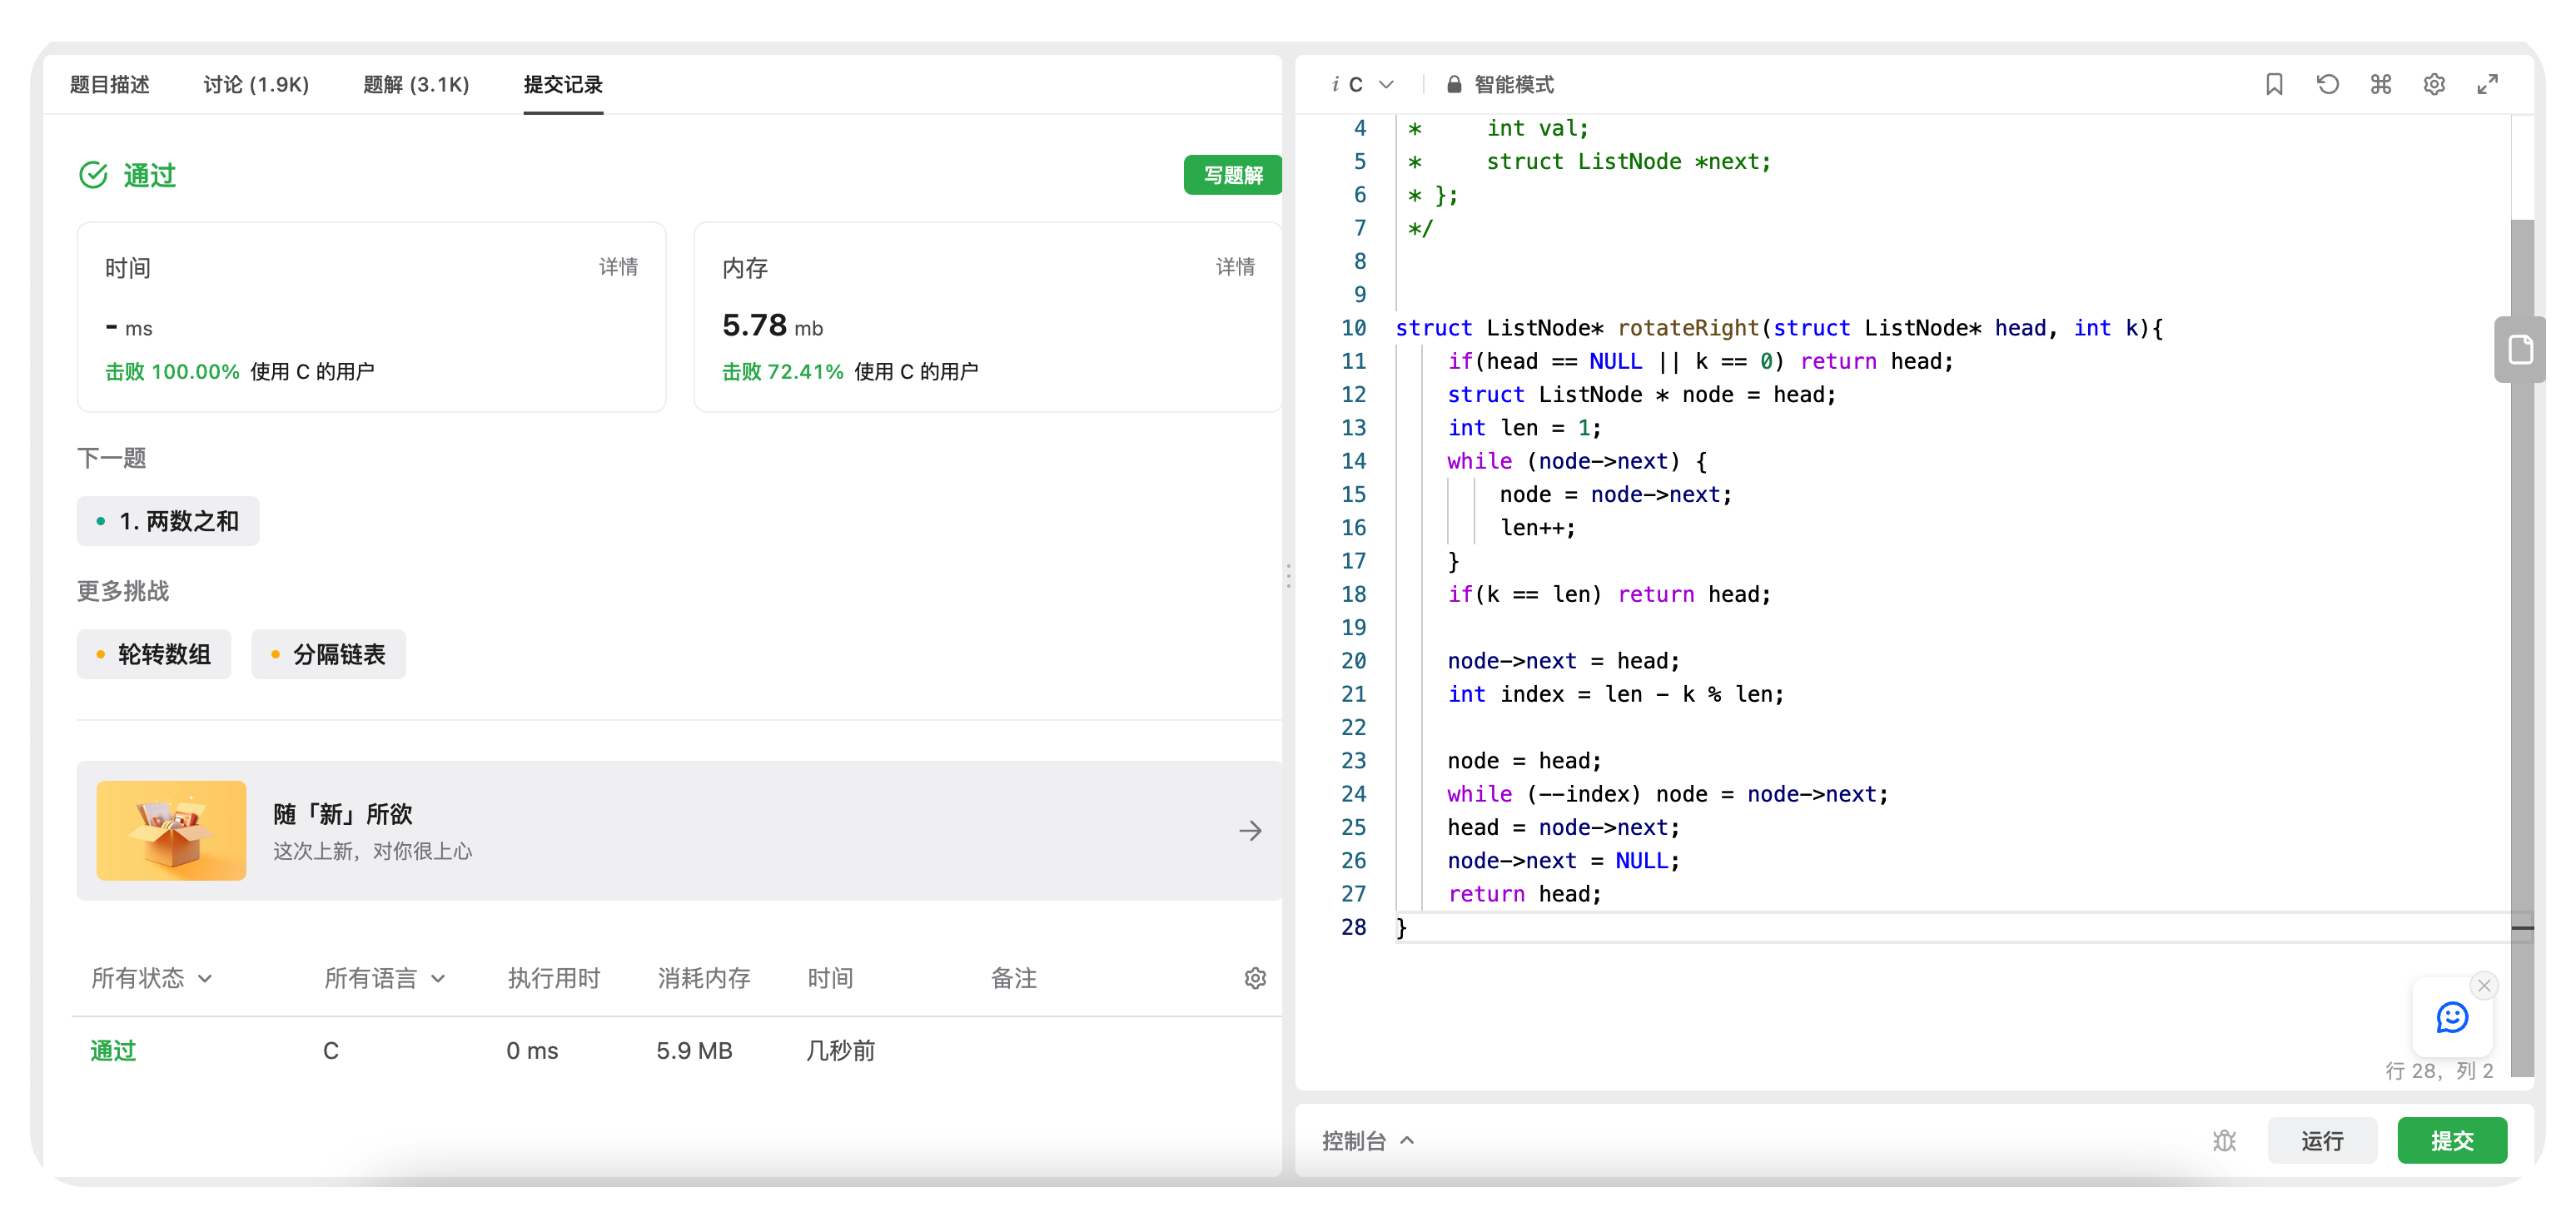 题目描述 讨论 (1.9K) 题解 (3.1K) 提交记录
通过 写题解
时间 详情
- ms
击败 100.00% 使用 C 的用户
内存 详情
5.78 mb
击败 72.41% 使用 C 的用户
下一题
1. 两数之和
更多挑战
轮转数组 分隔链表
随「新」所欲
这次上新，对你很上心
所有状态 所有语言 执行用时 消耗内存 时间 备注
通过 C 0 ms 5.9 MB 几秒前
i C 智能模式
4 *     int val;
5 *     struct ListNode *next;
6 * };
7 */
8
9
10 struct ListNode* rotateRight(struct ListNode* head, int k){
11     if(head == NULL || k == 0) return head;
12     struct ListNode * node = head;
13     int len = 1;
14     while (node->next) {
15         node = node->next;
16         len++;
17     }
18     if(k == len) return head;
19
20     node->next = head;
21     int index = len - k % len;
22
23     node = head;
24     while (--index) node = node->next;
25     head = node->next;
26     node->next = NULL;
27     return head;
28 }
行 28，列 2
控制台 运行 提交